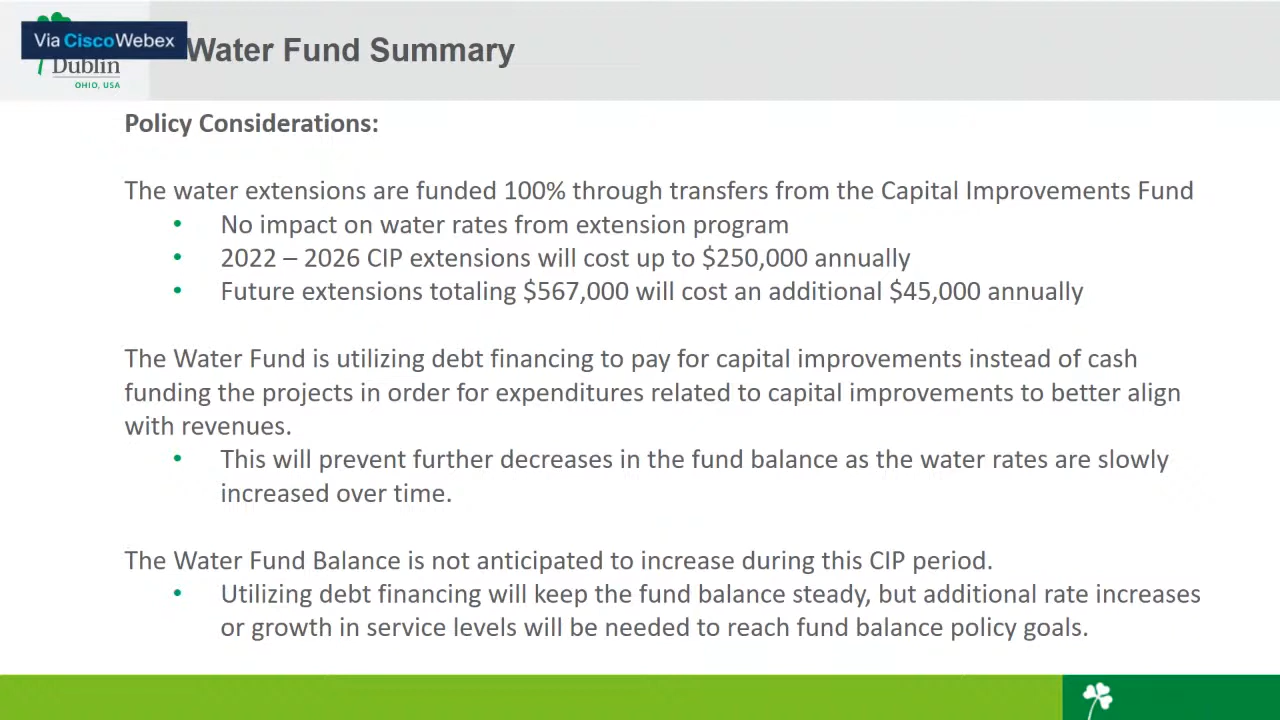 Via Cisco Webex
Water Fund Summary
Dublin
OHIO, USA
Policy Considerations:
The water extensions are funded 100% through transfers from the Capital Improvements Fund
• No impact on water rates from extension program
• 2022 – 2026 CIP extensions will cost up to $250,000 annually
• Future extensions totaling $567,000 will cost an additional $45,000 annually
The Water Fund is utilizing debt financing to pay for capital improvements instead of cash
funding the projects in order for expenditures related to capital improvements to better align
with revenues.
• This will prevent further decreases in the fund balance as the water rates are slowly
increased over time.
The Water Fund Balance is not anticipated to increase during this CIP period.
• Utilizing debt financing will keep the fund balance steady, but additional rate increases
or growth in service levels will be needed to reach fund balance policy goals.